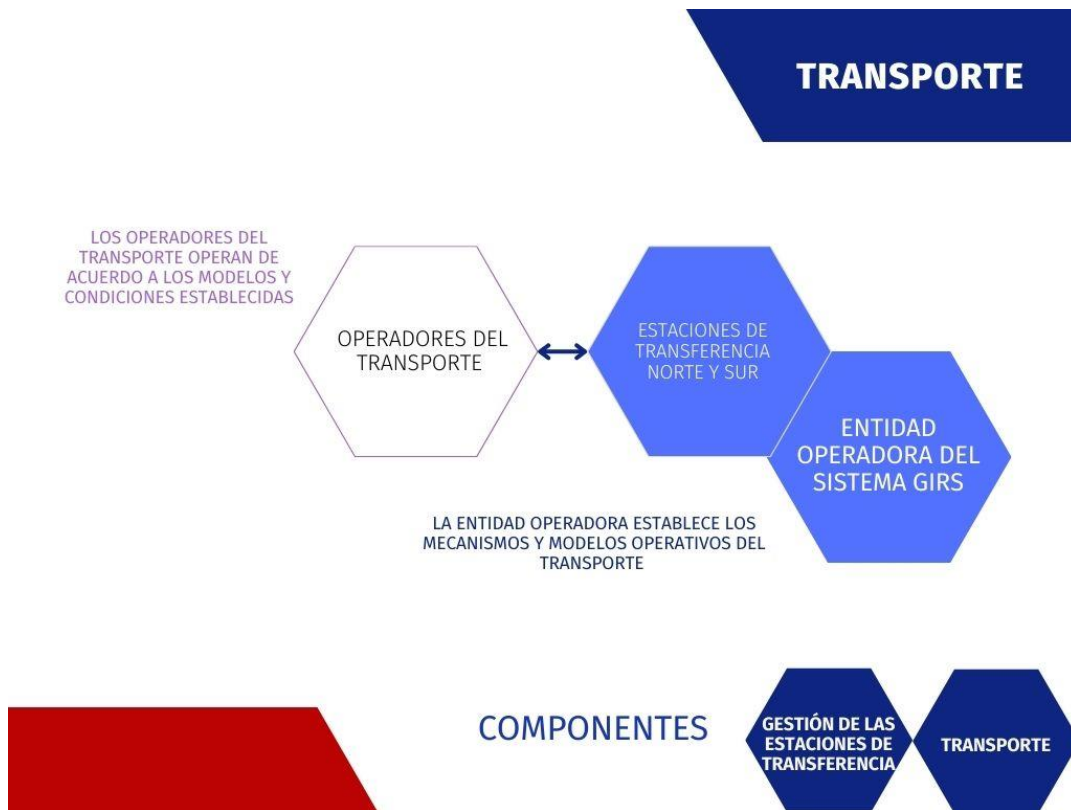 TRANSPORTE
LOS OPERADORES DEL
TRANSPORTE OPERAN DE
ACUERDO A LOS MODELOS Y
CONDICIONES ESTABLECIDAS
OPERADORES DEL
TRANSPORTE
ESTACIONES DE
TRANSFERENCIA
NORTE Y SUR
ENTIDAD
OPERADORA DEL
SISTEMA GIRS
LA ENTIDAD OPERADORA ESTABLECE LOS
MECANISMOS Y MODELOS OPERATIVOS DEL
TRANSPORTE
COMPONENTES
GESTIÓN DE LAS
ESTACIONES DE
TRANSFERENCIA
TRANSPORTE